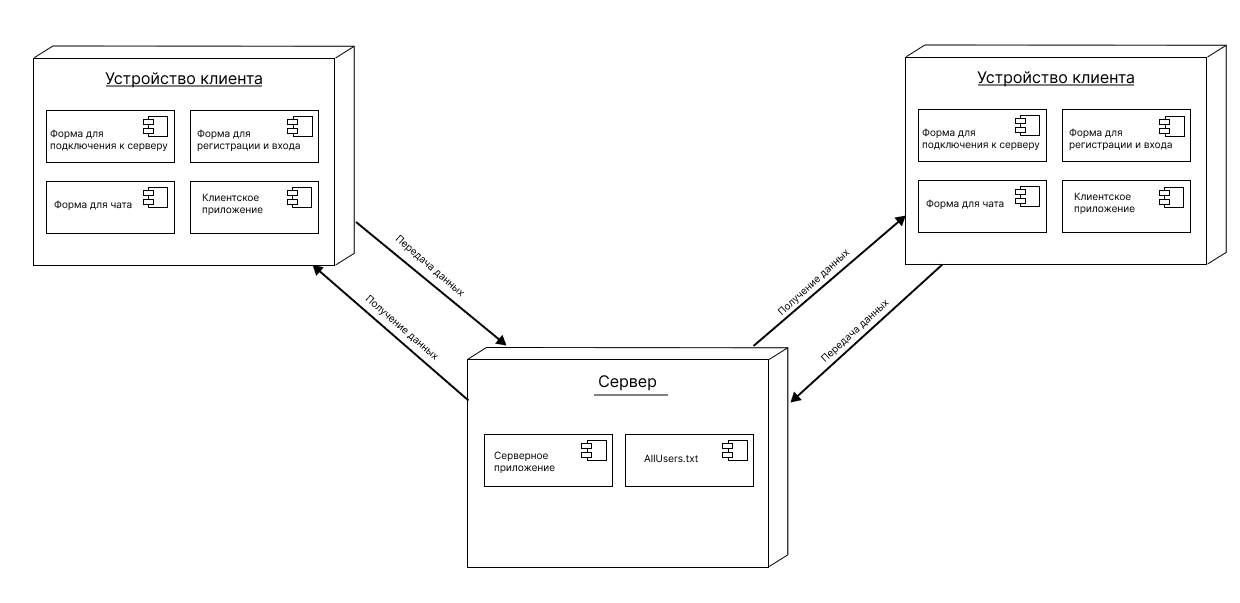 Устройство клиента
Форма для
подключения к серверу
Форма для
регистрации и входа
Форма для чата
Клиентское
приложение
Устройство клиента
Форма для
подключения к серверу
Форма для
регистрации и входа
Форма для чата
Клиентское
приложение
Передача данных
Получение данных
Получение данных
Передача данных
Сервер
Серверное
приложение
AllUsers.txt